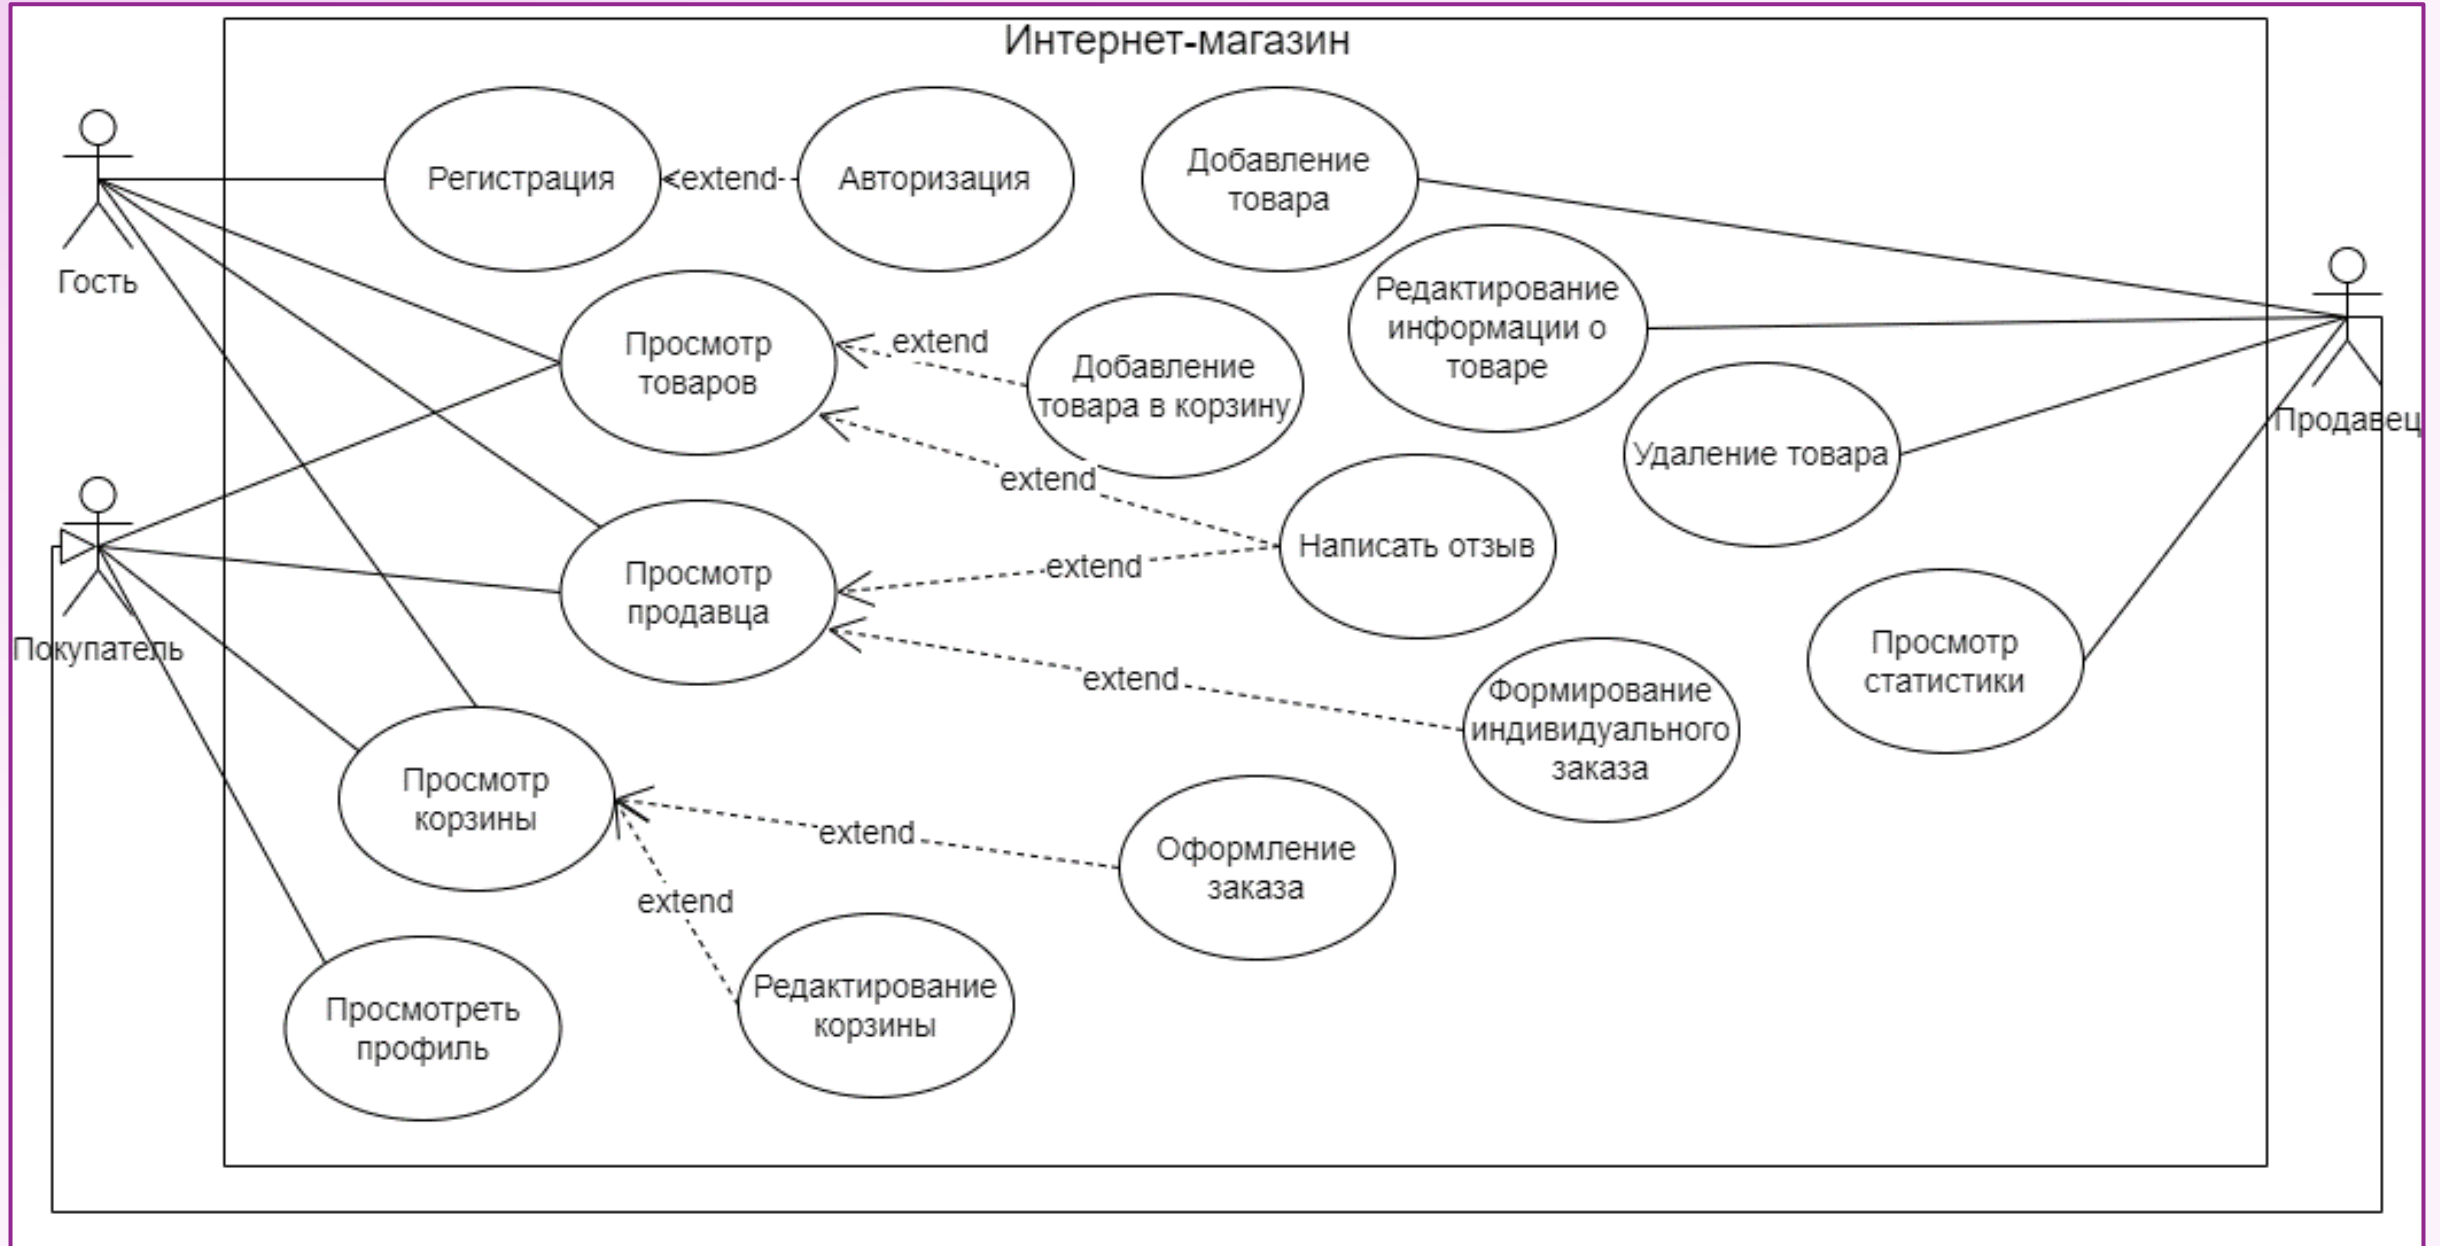 Интернет-магазин
Гость
Регистрация
<extend
Авторизация
Добавление
товара
Просмотр
товаров
extend
Добавление
товара в корзину
Редактирование
информации о
товаре
Удаление товара
Продавец
extend
Написать отзыв
extend
Покупатель
Просмотр
продавца
extend
Формирование
индивидуального
заказа
Просмотр
статистики
Просмотр
корзины
extend
Оформление
заказа
extend
Редактирование
корзины
Просмотреть
профиль